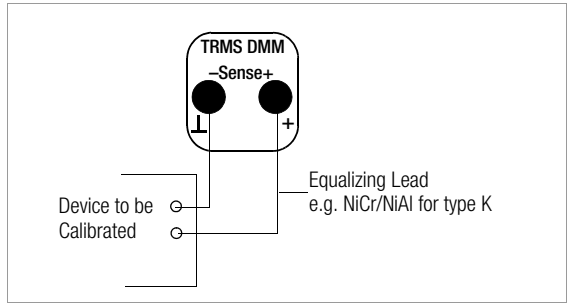 TRMS DMM
–Sense+
⊥ +
Equalizing Lead
e.g. NiCr/NiAl for type K
Device to be
Calibrated